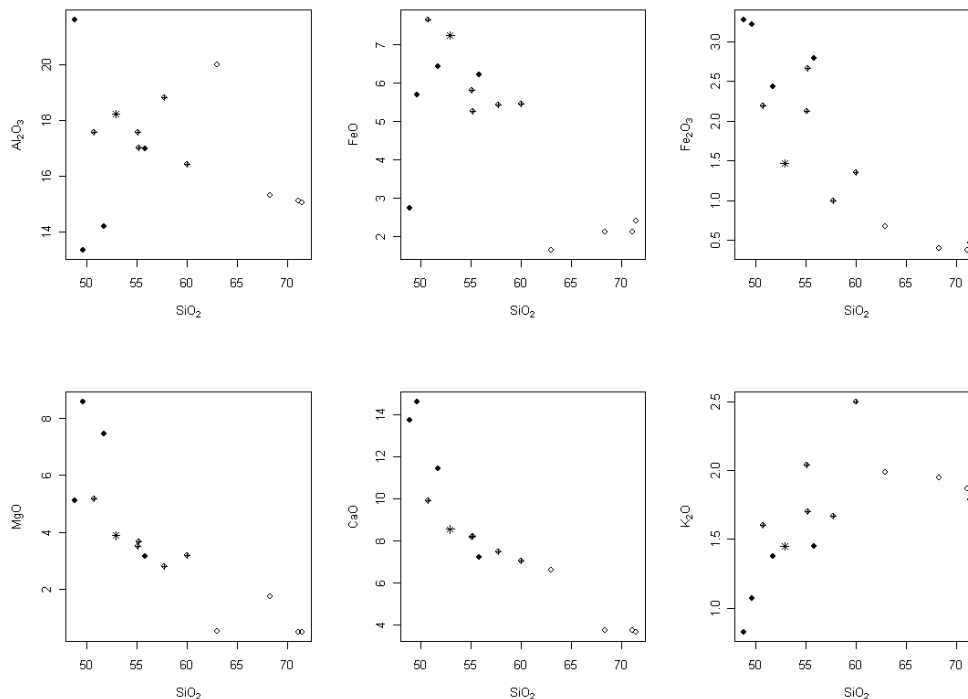 Al₂O₃
14 16 18 20
50 55 60 65 70
SiO₂
FeO
2 3 4 5 6 7
50 55 60 65 70
SiO₂
Fe₂O₃
0.5 1.0 1.5 2.0 2.5 3.0
50 55 60 65 70
SiO₂
MgO
2 4 6 8
50 55 60 65 70
SiO₂
CaO
4 6 8 10 12 14
50 55 60 65 70
SiO₂
K₂O
1.0 1.5 2.0 2.5
50 55 60 65 70
SiO₂